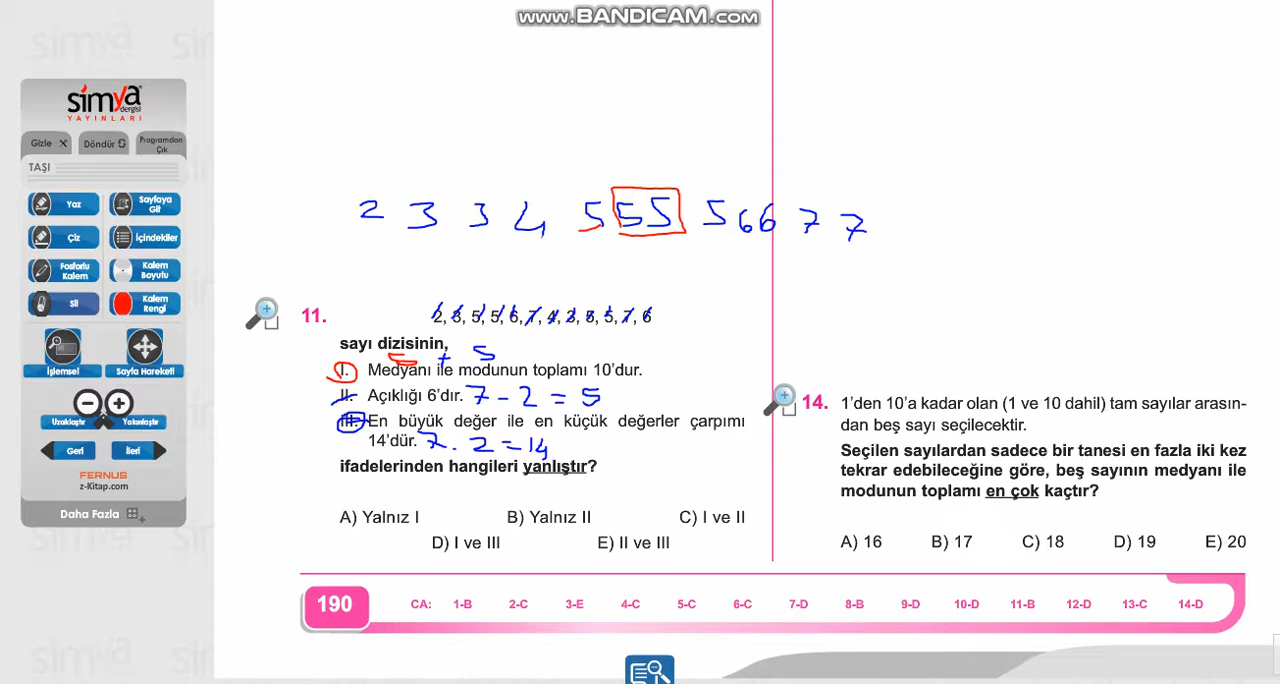 www.BANDICAM.com
simya
dergisi
YAYINLARI
Gizle X
Döndür
Programdan Çık
TAŞI
Yaz
Sayfaya Git
Çiz
İçindekiler
Fosforlu Kalem
Kalem Boyutu
Sil
Kalem Rengi
İşlemsel
Sayfa Hareketi
Uzaklaştır
Yakınlaştır
Geri
İleri
FERNUS
z-Kitap.com
Daha Fazla
2 3 3 4 5 5 5 5 6 6 7 7
11. 2, 3, 5, 5, 6, 7, 4, 3, 5, 5, 7, 6
sayı dizisinin,
5 + 5
I. Medyanı ile modunun toplamı 10'dur.
II. Açıklığı 6'dır. 7 - 2 = 5
III. En büyük değer ile en küçük değerler çarpımı
14'dür. 7 . 2 = 14
ifadelerinden hangileri yanlıştır?
A) Yalnız I B) Yalnız II C) I ve II
D) I ve III E) II ve III
14. 1'den 10'a kadar olan (1 ve 10 dahil) tam sayılar arasın-
dan beş sayı seçilecektir.
Seçilen sayılardan sadece bir tanesi en fazla iki kez
tekrar edebileceğine göre, beş sayının medyanı ile
modunun toplamı en çok kaçtır?
A) 16 B) 17 C) 18 D) 19 E) 20
190 CA: 1-B 2-C 3-E 4-C 5-C 6-C 7-D 8-B 9-D 10-D 11-B 12-D 13-C 14-D